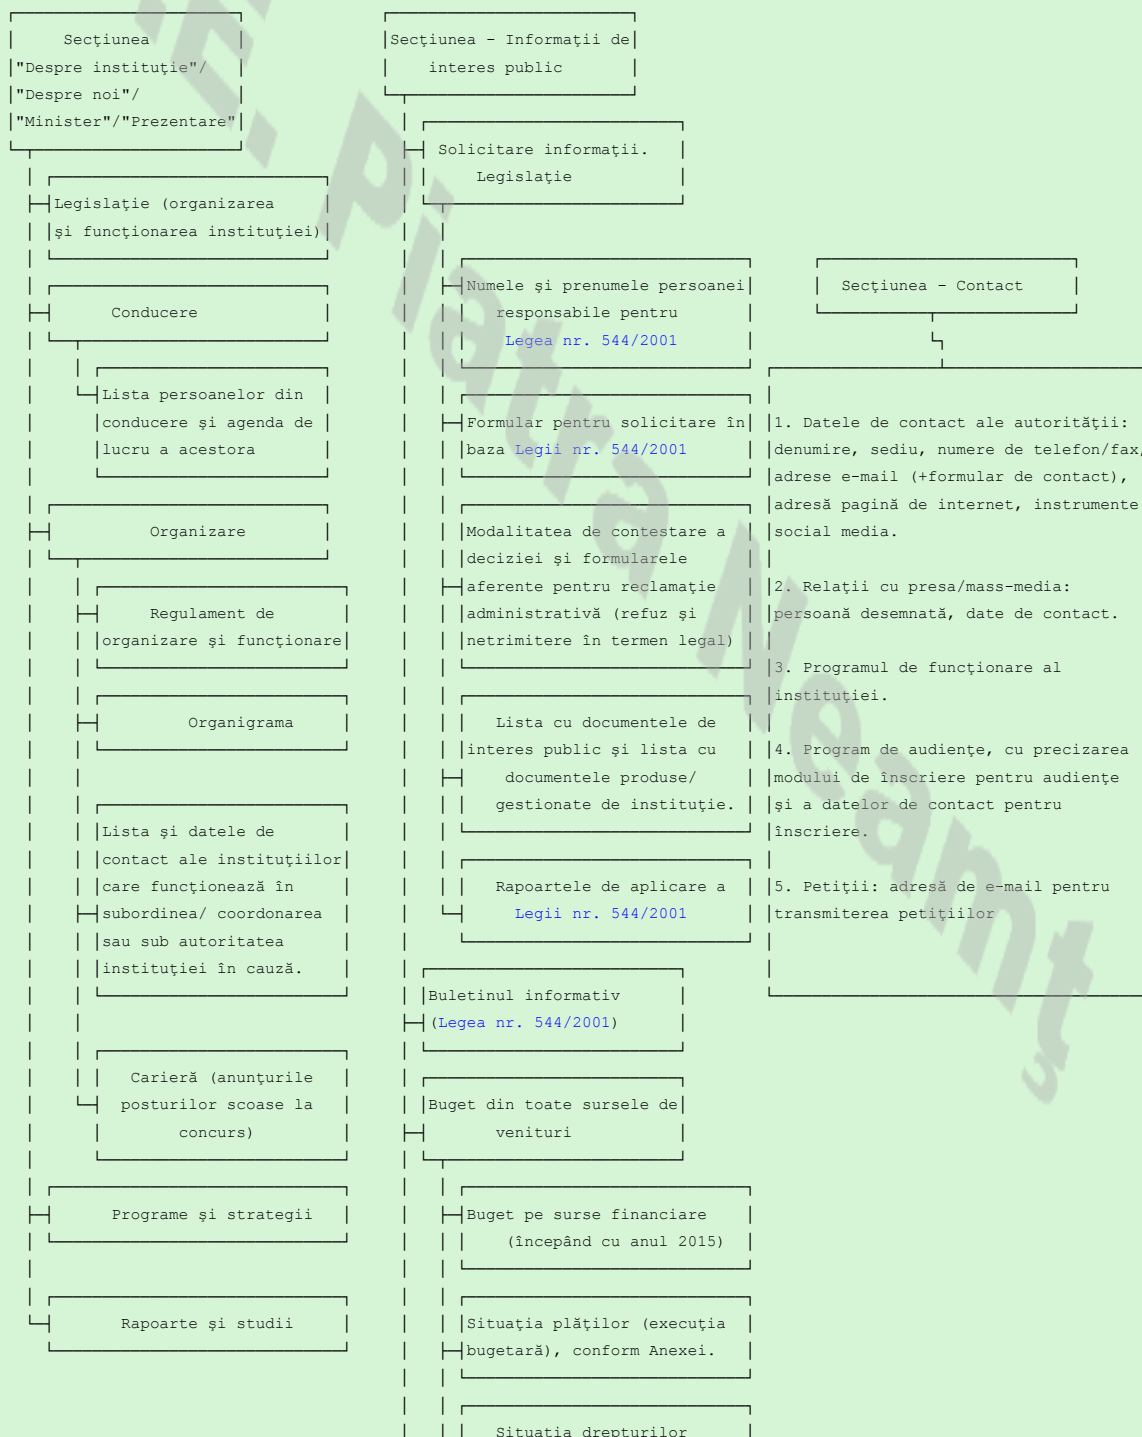 Secţiunea
"Despre instituţie"/
"Despre noi"/
"Minister"/"Prezentare"
Legislaţie (organizarea
şi funcţionarea instituţiei)
Conducere
Lista persoanelor din
conducere şi agenda de
lucru a acestora
Organizare
Regulament de
organizare şi funcţionare
Organigrama
Lista şi datele de
contact ale instituţiilor
care funcţionează în
subordinea/ coordonarea
sau sub autoritatea
instituţiei în cauză.
Carieră (anunţurile
posturilor scoase la
concurs)
Programe şi strategii
Rapoarte şi studii
Secţiunea - Informaţii de
interes public
Solicitare informaţii.
Legislaţie
Numele şi prenumele persoanei
responsabile pentru
Legea nr. 544/2001
Formular pentru solicitare în
baza Legii nr. 544/2001
Modalitatea de contestare a
deciziei şi formularele
aferente pentru reclamaţie
administrativă (refuz şi
netrimitere în termen legal)
Lista cu documentele de
interes public şi lista cu
documentele produse/
gestionate de instituţie.
Rapoartele de aplicare a
Legii nr. 544/2001
Buletinul informativ
(Legea nr. 544/2001)
Buget din toate sursele de
venituri
Buget pe surse financiare
(începând cu anul 2015)
Situaţia plăţilor (execuţia
bugetară), conform Anexei.
Situaţia drepturilor
Secţiunea - Contact
1. Datele de contact ale autorităţii:
denumire, sediu, numere de telefon/fax,
adrese e-mail (+formular de contact),
adresă pagină de internet, instrumente
social media.
2. Relaţii cu presa/mass-media:
persoană desemnată, date de contact.
3. Programul de funcţionare al
instituţiei.
4. Program de audienţe, cu precizarea
modului de înscriere pentru audienţe
şi a datelor de contact pentru
înscriere.
5. Petiţii: adresă de e-mail pentru
transmiterea petiţiilor
Piatra Neamţ